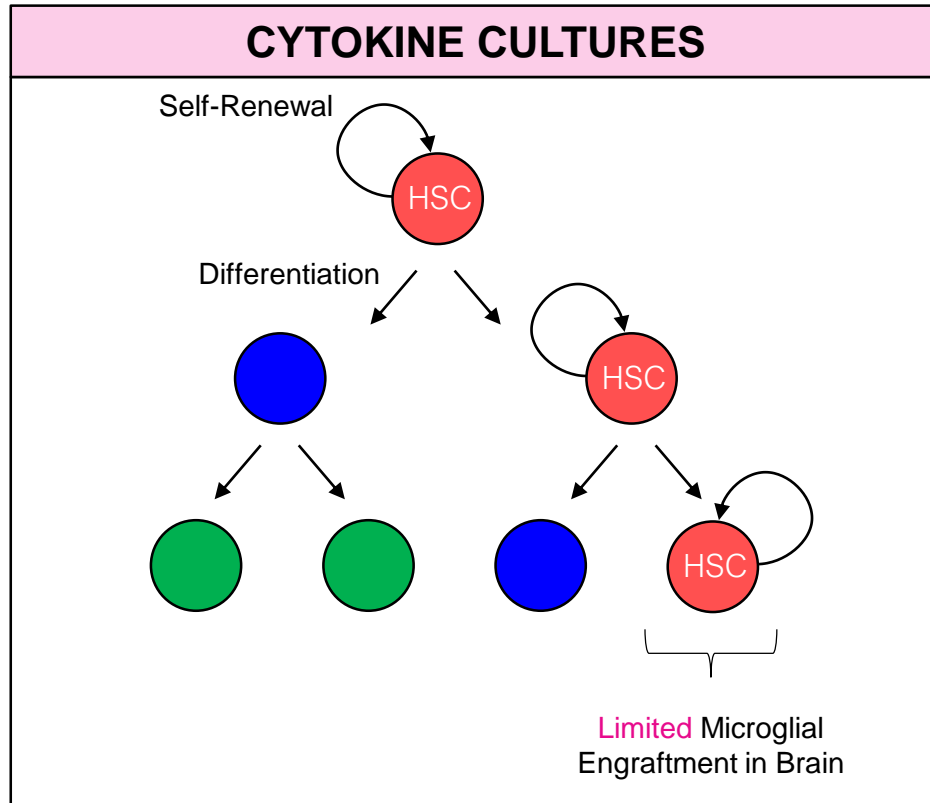 CYTOKINE CULTURES
Self-Renewal
HSC
Differentiation
HSC
HSC
Limited Microglial
Engraftment in Brain